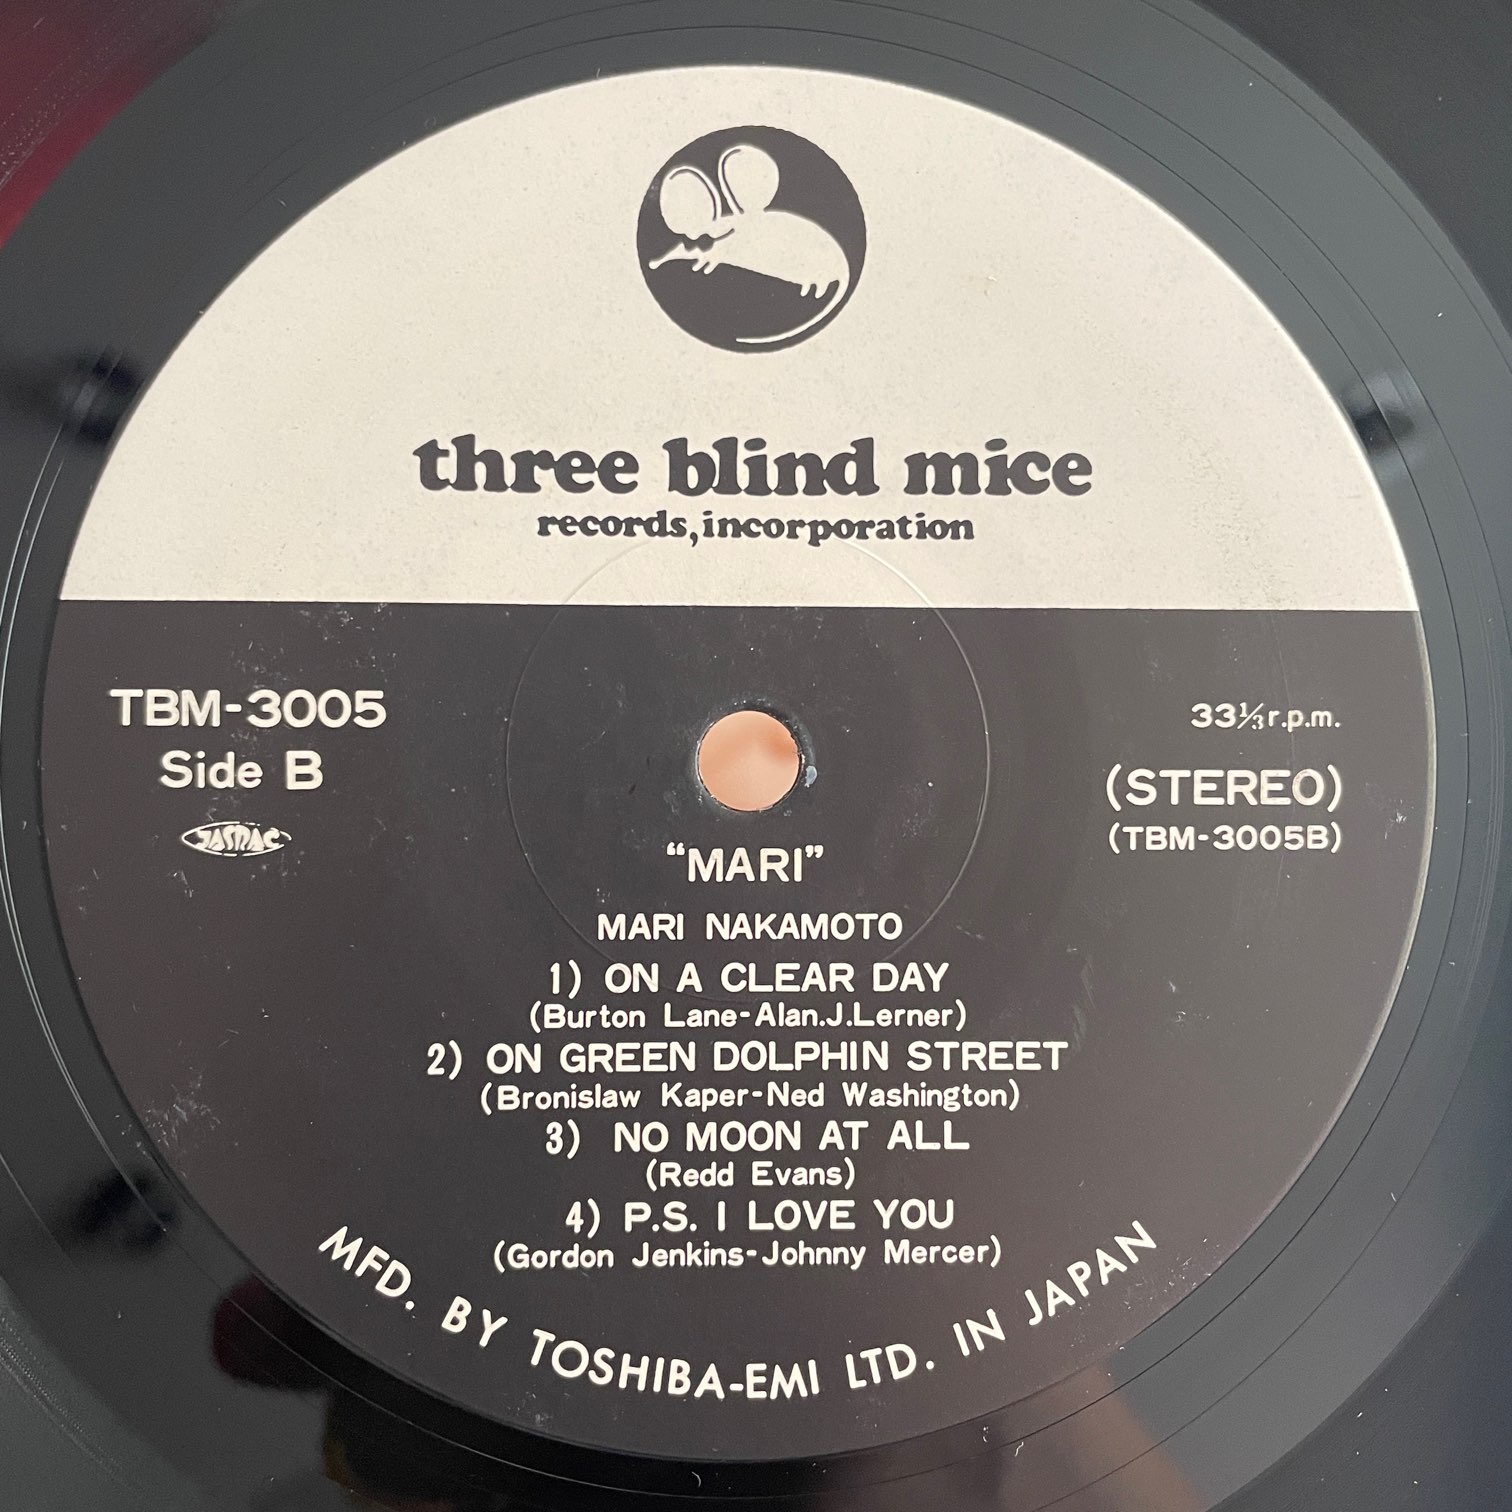 three blind mice
records, incorporation
TBM-3005
Side B
JASRAC
33⅓ r.p.m.
(STEREO)
(TBM-3005B)
“MARI”
MARI NAKAMOTO
1) ON A CLEAR DAY
(Burton Lane-Alan.J.Lerner)
2) ON GREEN DOLPHIN STREET
(Bronislaw Kaper-Ned Washington)
3) NO MOON AT ALL
(Redd Evans)
4) P.S. I LOVE YOU
(Gordon Jenkins-Johnny Mercer)
MFD. BY TOSHIBA-EMI LTD. IN JAPAN